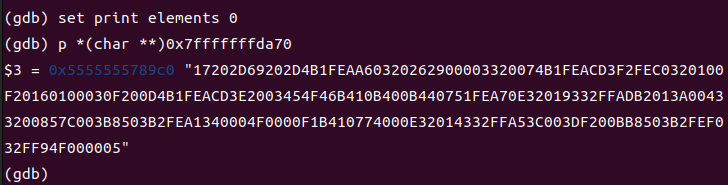 (gdb) set print elements 0
(gdb) p *(char **)0x7fffffffda70
$3 = 0x5555555789c0 "17202D69202D4B1FEAA60320262900003320074B1FEACD3F2FEC0320100
F20160100030F200D4B1FEACD3E2003454F46B410B400B440751FEA70E32019332FFADB2013A0043
3200857C003B8503B2FEA1340004F0000F1B410774000E32014332FFA53C003DF200BB8503B2FEF0
32FF94F000005"
(gdb)